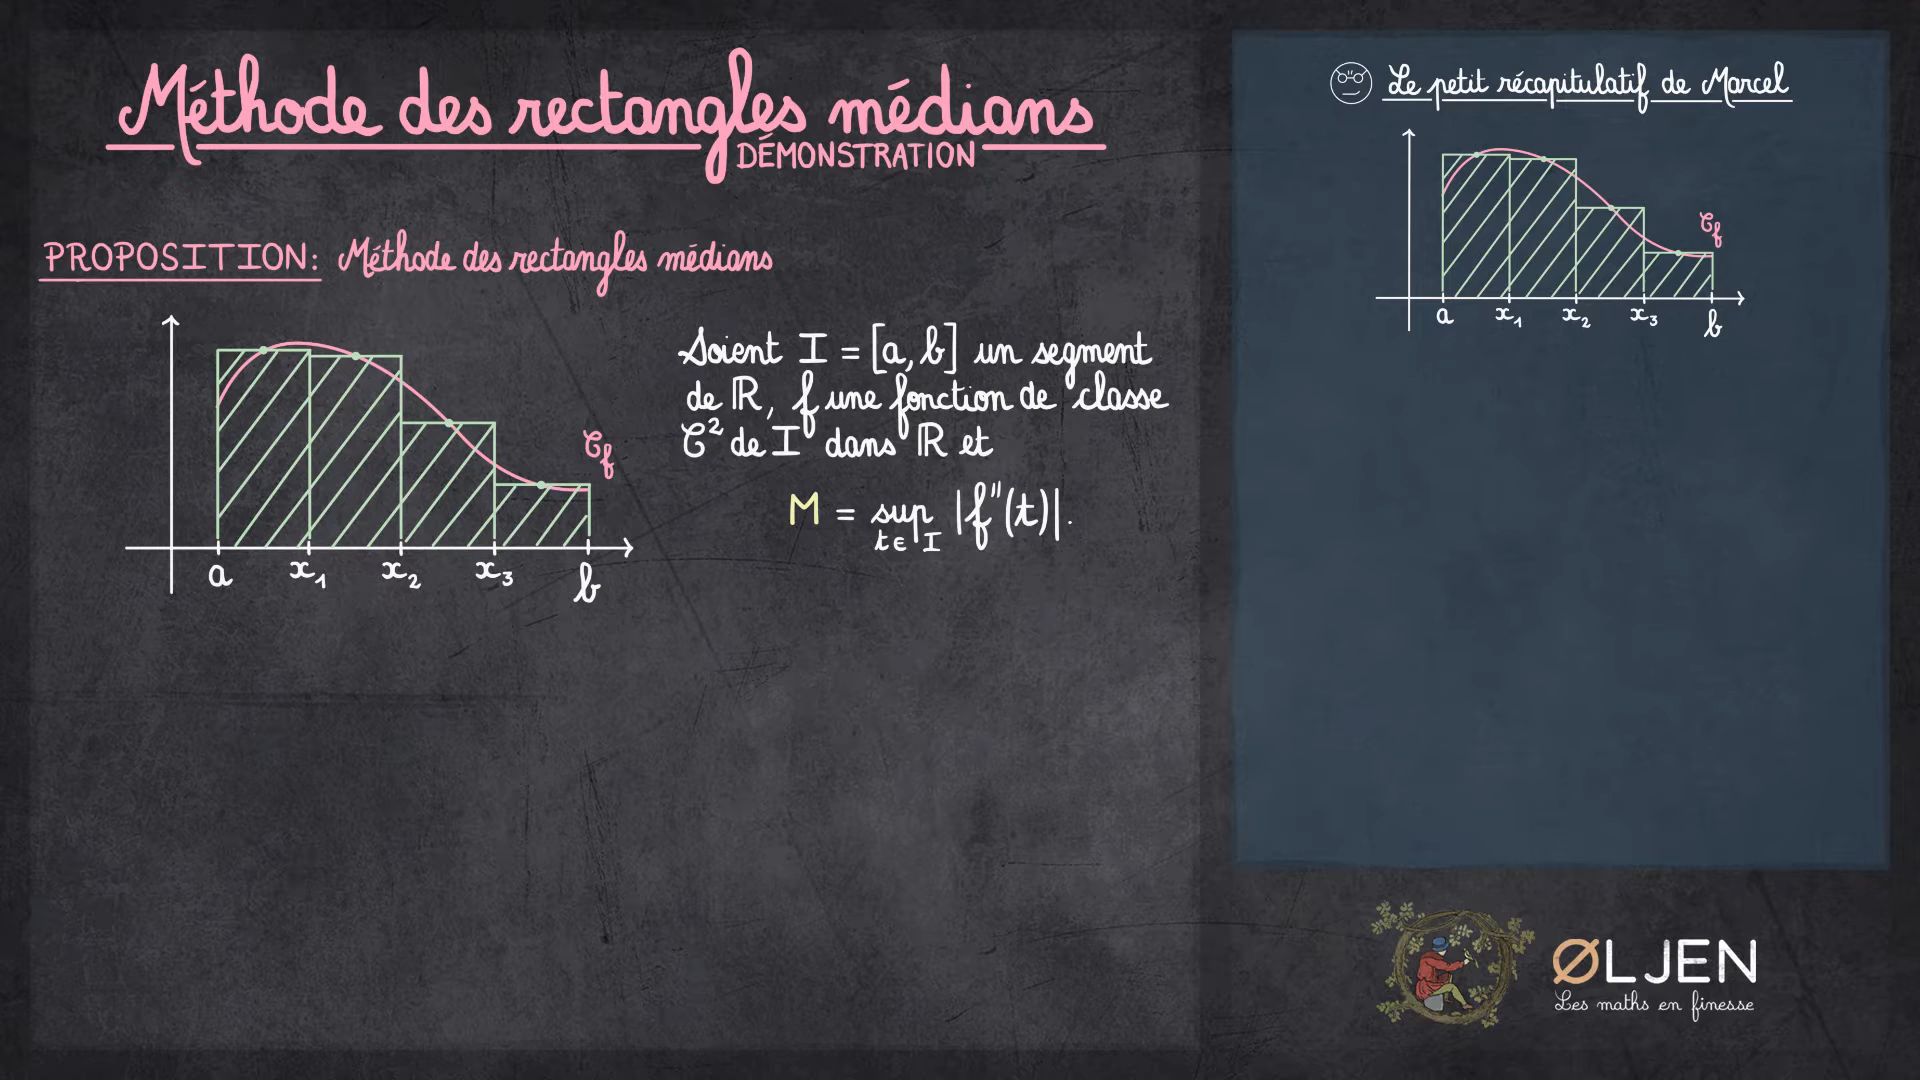 Méthode des rectangles médians
DÉMONSTRATION
PROPOSITION: Méthode des rectangles médians
C_f
a x₁ x₂ x₃ b
Soient I = [a, b] un segment
de ℝ, f une fonction de classe
C² de I dans ℝ et
M = sup |f''(t)|.
t∈I
Le petit récapitulatif de Marcel
C_f
a x₁ x₂ x₃ b
ØLJEN
Les maths en finesse